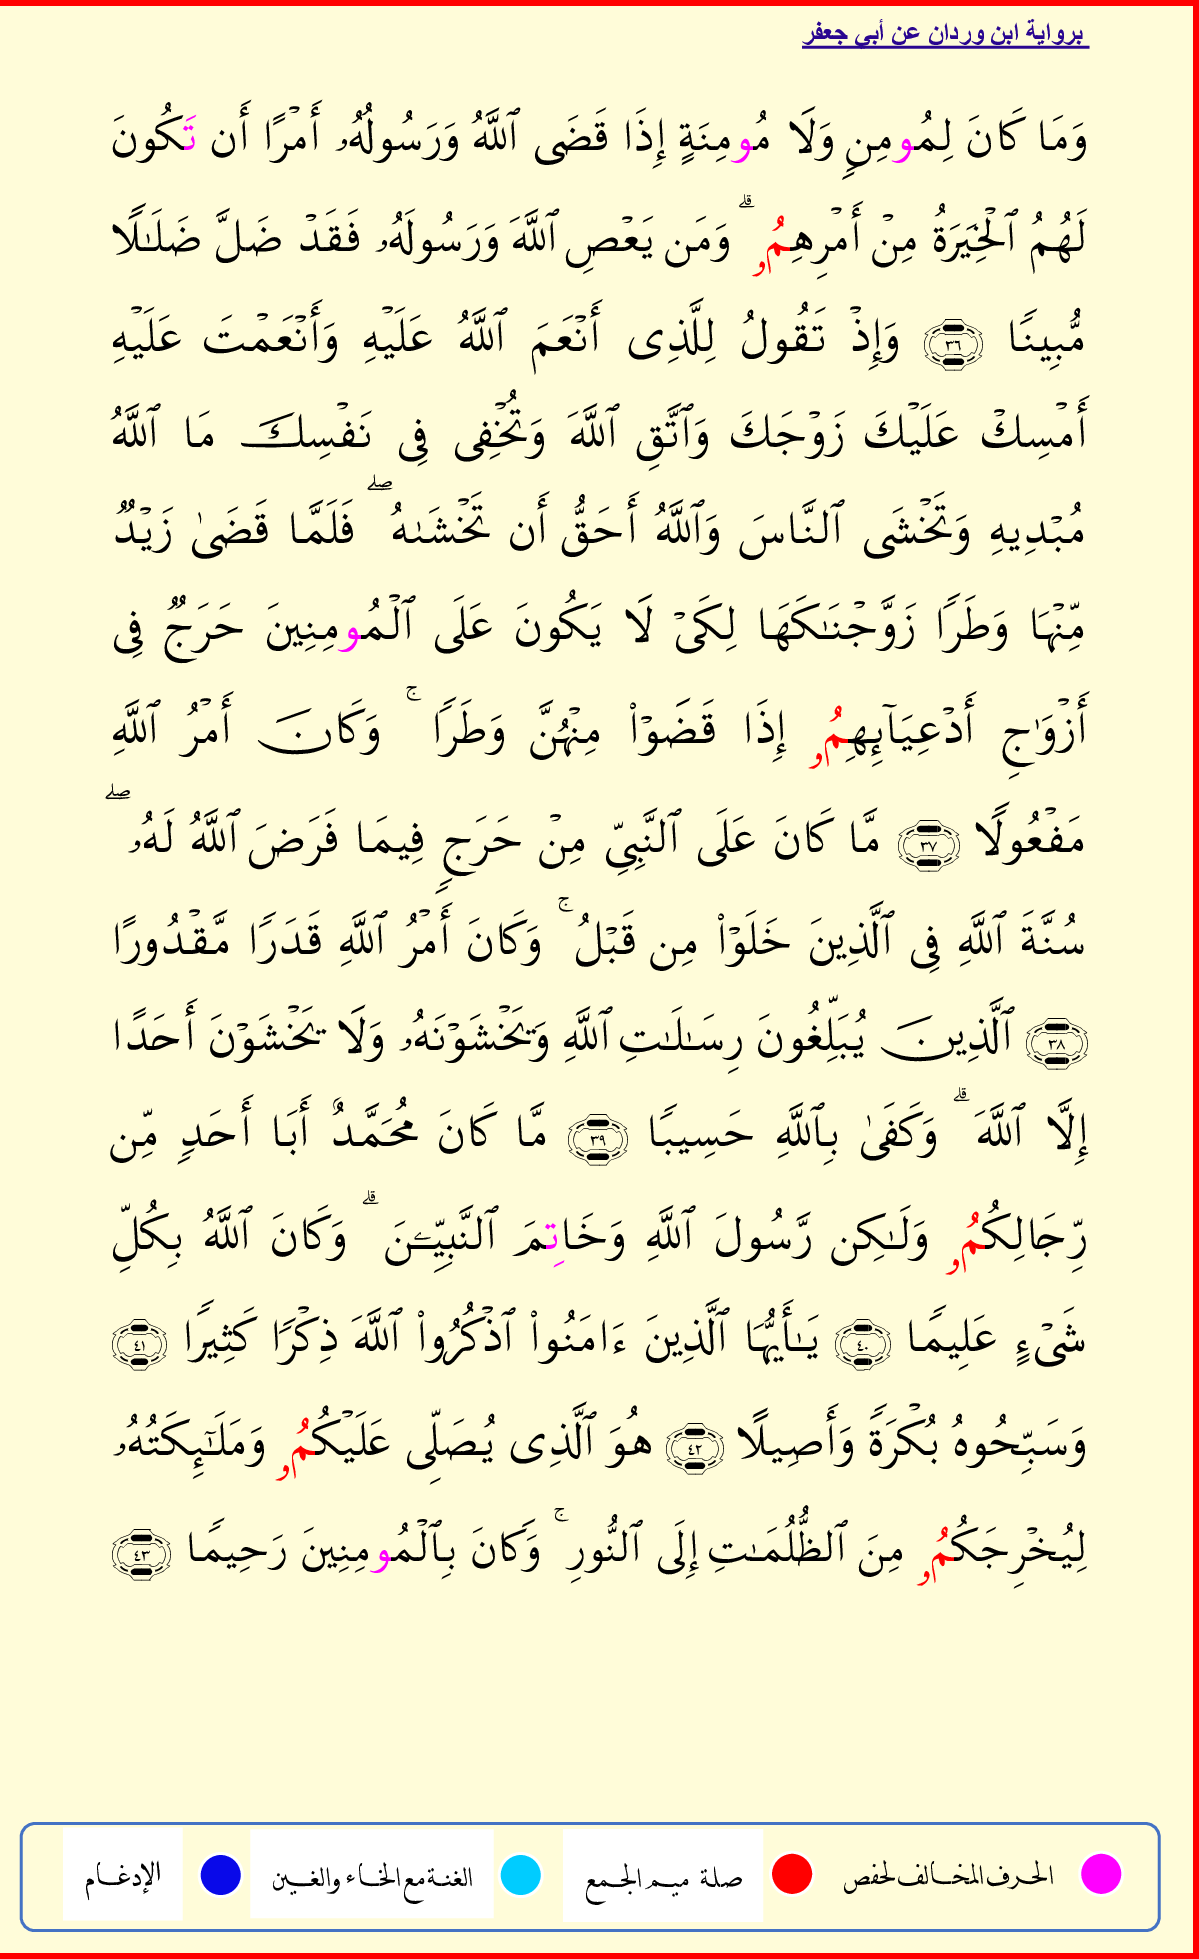 برواية ابن وردان عن أبي جعفر
وَمَا كَانَ لِمُومِنٖ وَلَا مُومِنَةٍ إِذَا قَضَى ٱللَّهُ وَرَسُولُهُۥ أَمۡرًا أَن تَكُونَ
لَهُمُ ٱلۡخِيَرَةُ مِنۡ أَمۡرِهِمُۥۗ وَمَن يَعۡصِ ٱللَّهَ وَرَسُولَهُۥ فَقَدۡ ضَلَّ ضَلَٰلٗا
مُّبِينٗا ٣٦ وَإِذۡ تَقُولُ لِلَّذِي أَنۡعَمَ ٱللَّهُ عَلَيۡهِ وَأَنۡعَمۡتَ عَلَيۡهِ
أَمۡسِكۡ عَلَيۡكَ زَوۡجَكَ وَٱتَّقِ ٱللَّهَ وَتُخۡفِي فِي نَفۡسِكَ مَا ٱللَّهُ
مُبۡدِيهِ وَتَخۡشَى ٱلنَّاسَ وَٱللَّهُ أَحَقُّ أَن تَخۡشَىٰهُۖ فَلَمَّا قَضَىٰ زَيۡدٞ
مِّنۡهَا وَطَرٗا زَوَّجۡنَٰكَهَا لِكَيۡ لَا يَكُونَ عَلَى ٱلۡمُومِنِينَ حَرَجٞ فِي
أَزۡوَٰجِ أَدۡعِيَآئِهِمُۥ إِذَا قَضَوۡاْ مِنۡهُنَّ وَطَرٗاۚ وَكَانَ أَمۡرُ ٱللَّهِ
مَفۡعُولٗا ٣٧ مَّا كَانَ عَلَى ٱلنَّبِيِّ مِنۡ حَرَجٖ فِيمَا فَرَضَ ٱللَّهُ لَهُۥۖ
سُنَّةَ ٱللَّهِ فِي ٱلَّذِينَ خَلَوۡاْ مِن قَبۡلُۚ وَكَانَ أَمۡرُ ٱللَّهِ قَدَرٗا مَّقۡدُورًا
٣٨ ٱلَّذِينَ يُبَلِّغُونَ رِسَٰلَٰتِ ٱللَّهِ وَيَخۡشَوۡنَهُۥ وَلَا يَخۡشَوۡنَ أَحَدًا
إِلَّا ٱللَّهَۗ وَكَفَىٰ بِٱللَّهِ حَسِيبٗا ٣٩ مَّا كَانَ مُحَمَّدٌ أَبَا أَحَدٖ مِّن
رِّجَالِكُمُۥ وَلَٰكِن رَّسُولَ ٱللَّهِ وَخَاتِمَ ٱلنَّبِيِّـۧنَۗ وَكَانَ ٱللَّهُ بِكُلِّ
شَيۡءٍ عَلِيمٗا ٤٠ يَٰأَيُّهَا ٱلَّذِينَ ءَامَنُواْ ٱذۡكُرُواْ ٱللَّهَ ذِكۡرٗا كَثِيرٗا ٤١
وَسَبِّحُوهُ بُكۡرَةٗ وَأَصِيلًا ٤٢ هُوَ ٱلَّذِي يُصَلِّي عَلَيۡكُمُۥ وَمَلَٰٓئِكَتُهُۥ
لِيُخۡرِجَكُمُۥ مِنَ ٱلظُّلُمَٰتِ إِلَى ٱلنُّورِۚ وَكَانَ بِٱلۡمُومِنِينَ رَحِيمٗا ٤٣
الحرف المخالف لحفص صلة ميم الجمع الغنة مع الخاء والغين الإدغام